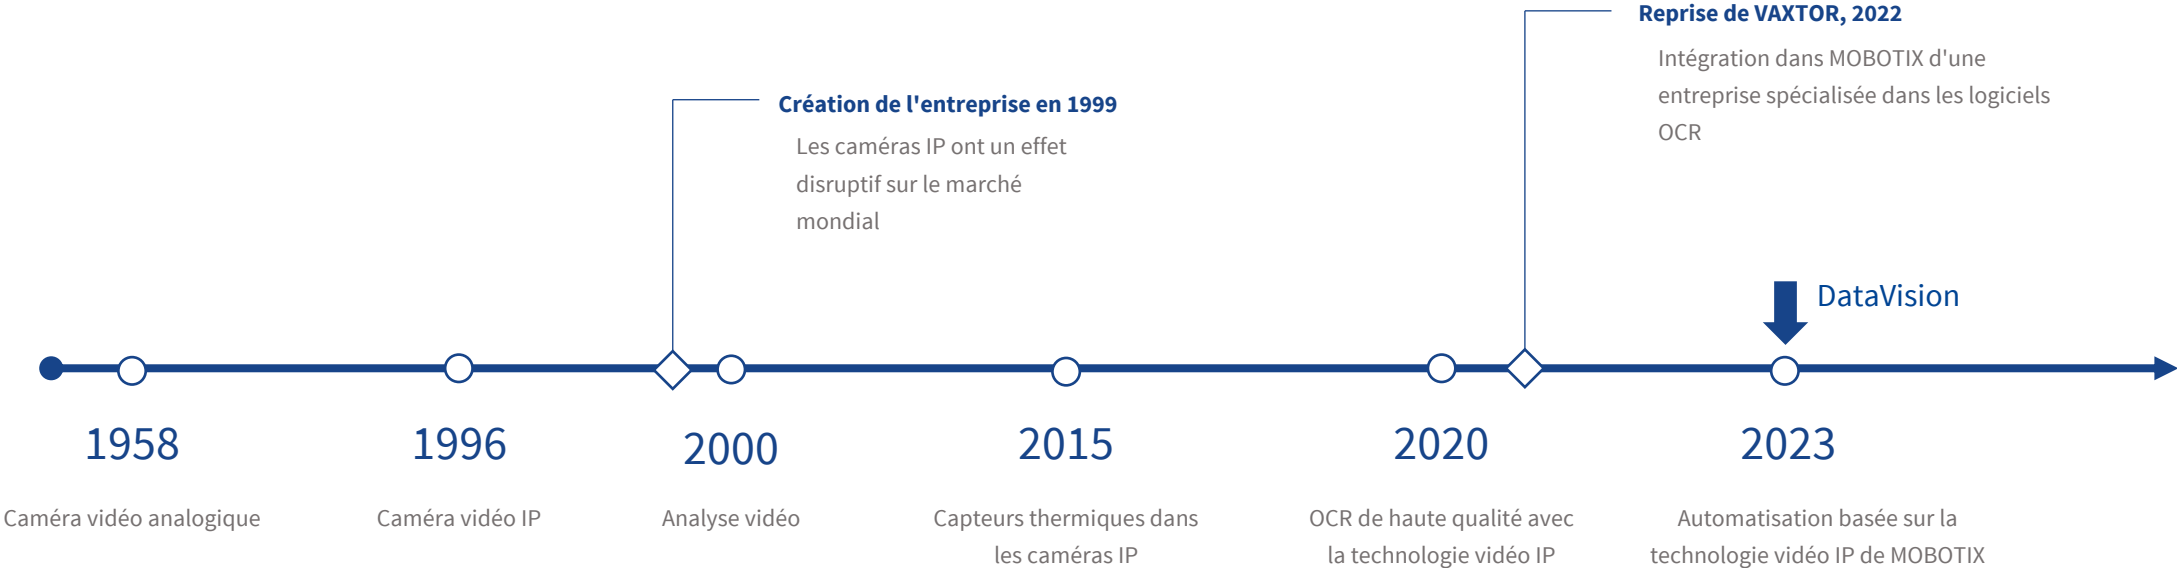 Reprise de VAXTOR, 2022
Intégration dans MOBOTIX d'une
entreprise spécialisée dans les logiciels
OCR
Création de l'entreprise en 1999
Les caméras IP ont un effet
disruptif sur le marché
mondial
DataVision
1958
Caméra vidéo analogique
1996
Caméra vidéo IP
2000
Analyse vidéo
2015
Capteurs thermiques dans
les caméras IP
2020
OCR de haute qualité avec
la technologie vidéo IP
2023
Automatisation basée sur la
technologie vidéo IP de MOBOTIX